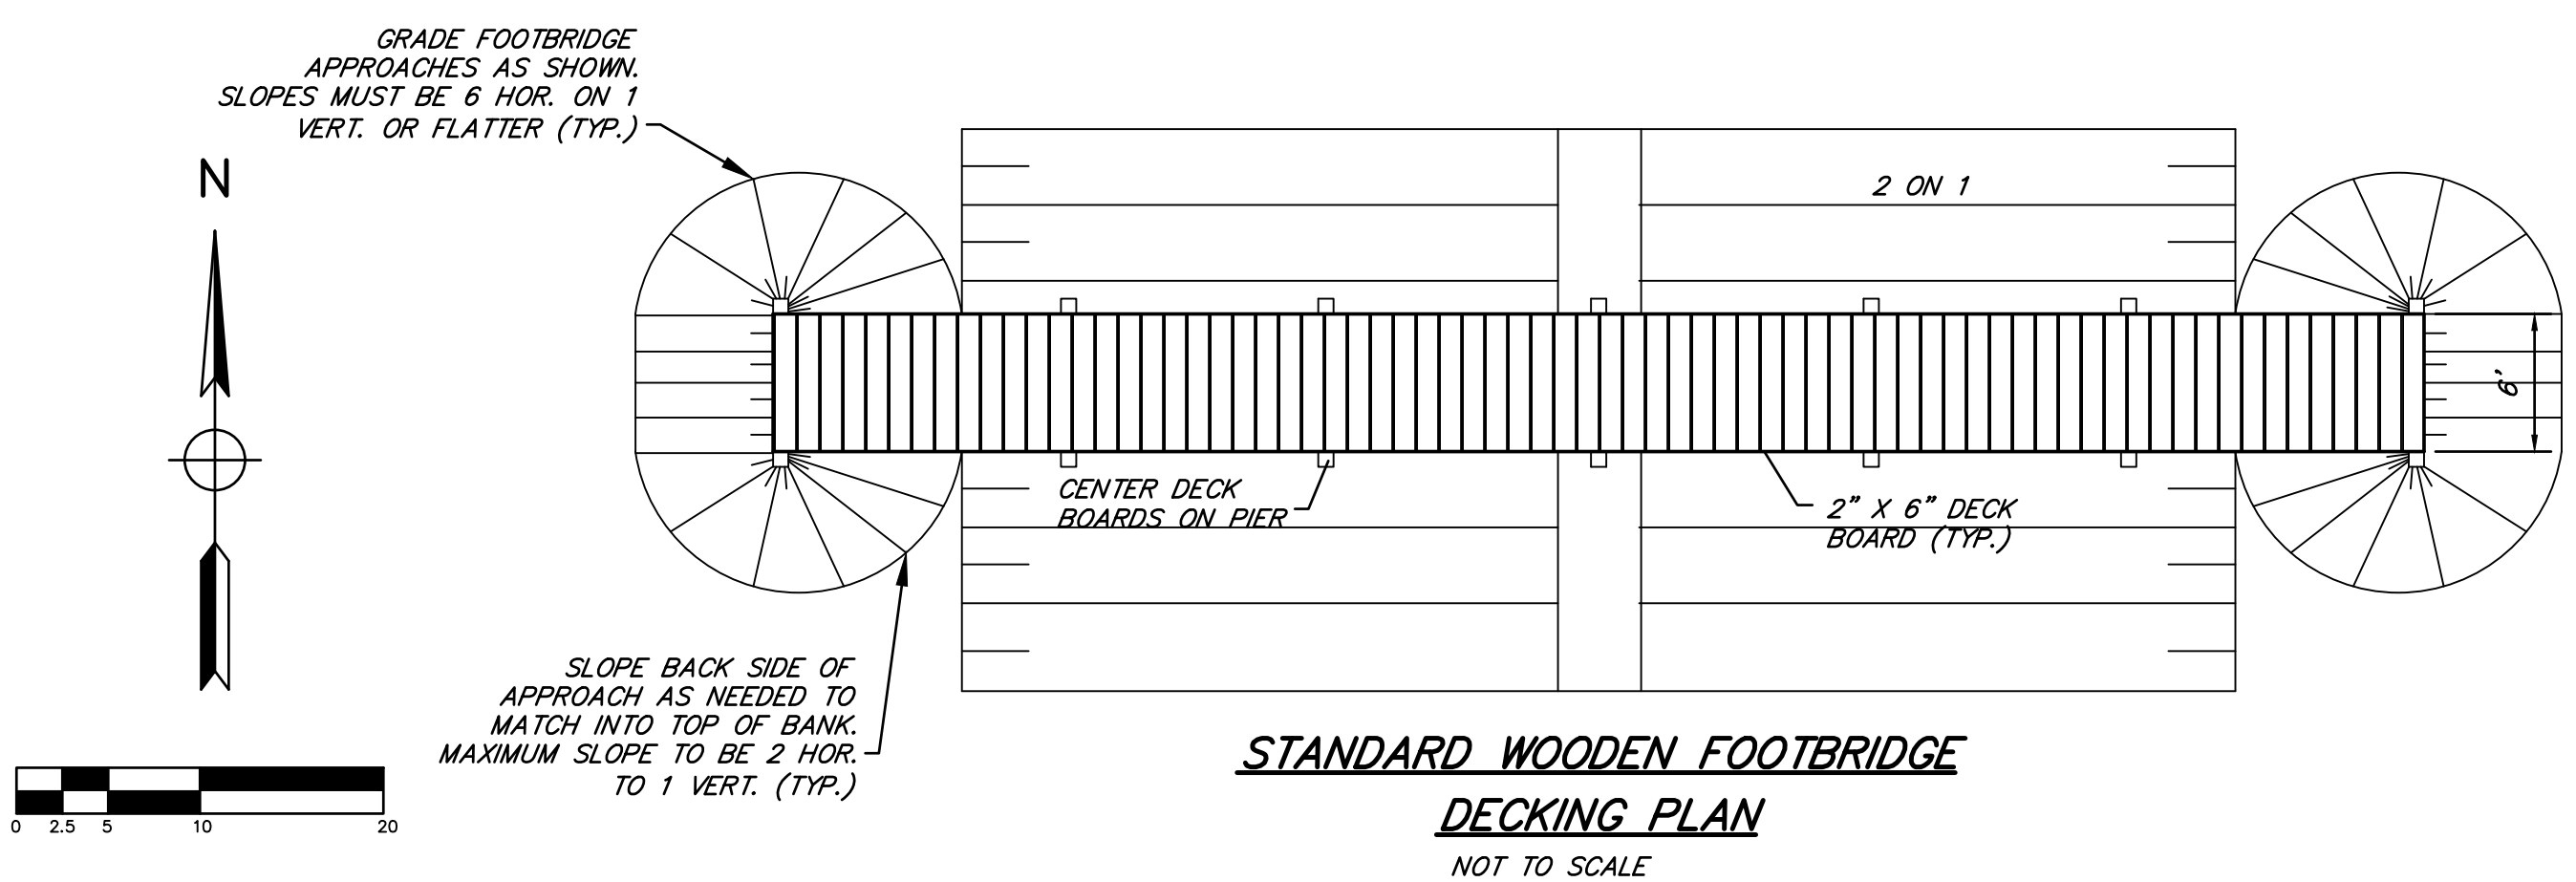 GRADE FOOTBRIDGE
APPROACHES AS SHOWN.
SLOPES MUST BE 6 HOR. ON 1
VERT. OR FLATTER (TYP.)
N
2 ON 1
6'
CENTER DECK
BOARDS ON PIER
2" X 6" DECK
BOARD (TYP.)
SLOPE BACK SIDE OF
APPROACH AS NEEDED TO
MATCH INTO TOP OF BANK.
MAXIMUM SLOPE TO BE 2 HOR.
TO 1 VERT. (TYP.)
0 2.5 5 10 20
STANDARD WOODEN FOOTBRIDGE
DECKING PLAN
NOT TO SCALE